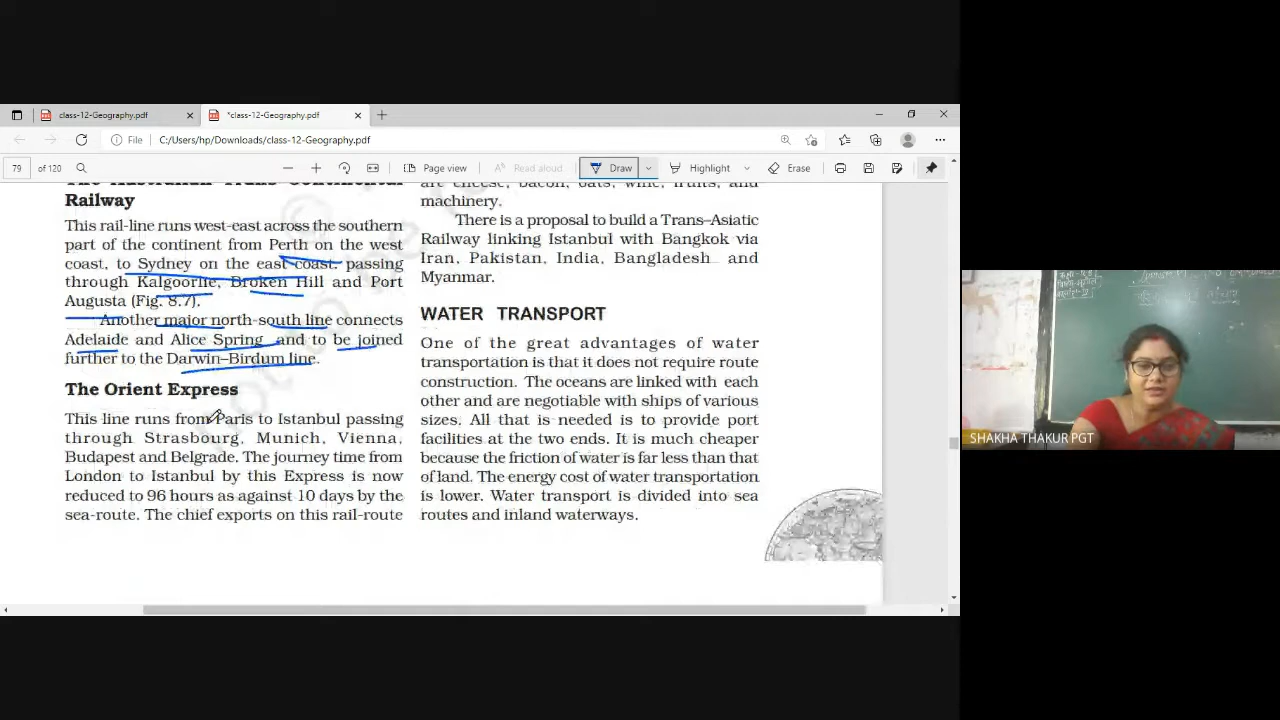 class-12-Geography.pdf
*class-12-Geography.pdf
File C:/Users/hp/Downloads/class-12-Geography.pdf
79 of 120
Page view
Read aloud
Draw
Highlight
Erase
The Australian Trans–Continental
Railway
This rail-line runs west-east across the southern
part of the continent from Perth on the west
coast, to Sydney on the east coast. passing
through Kalgoorlie, Broken Hill and Port
Augusta (Fig. 8.7).
Another major north-south line connects
Adelaide and Alice Spring and to be joined
further to the Darwin–Birdum line.
The Orient Express
This line runs from Paris to Istanbul passing
through Strasbourg, Munich, Vienna,
Budapest and Belgrade. The journey time from
London to Istanbul by this Express is now
reduced to 96 hours as against 10 days by the
sea-route. The chief exports on this rail-route
are cheese, bacon, oats, wine, fruits, and
machinery.
There is a proposal to build a Trans–Asiatic
Railway linking Istanbul with Bangkok via
Iran, Pakistan, India, Bangladesh and
Myanmar.
WATER TRANSPORT
One of the great advantages of water
transportation is that it does not require route
construction. The oceans are linked with each
other and are negotiable with ships of various
sizes. All that is needed is to provide port
facilities at the two ends. It is much cheaper
because the friction of water is far less than that
of land. The energy cost of water transportation
is lower. Water transport is divided into sea
routes and inland waterways.
SHAKHA THAKUR PGT